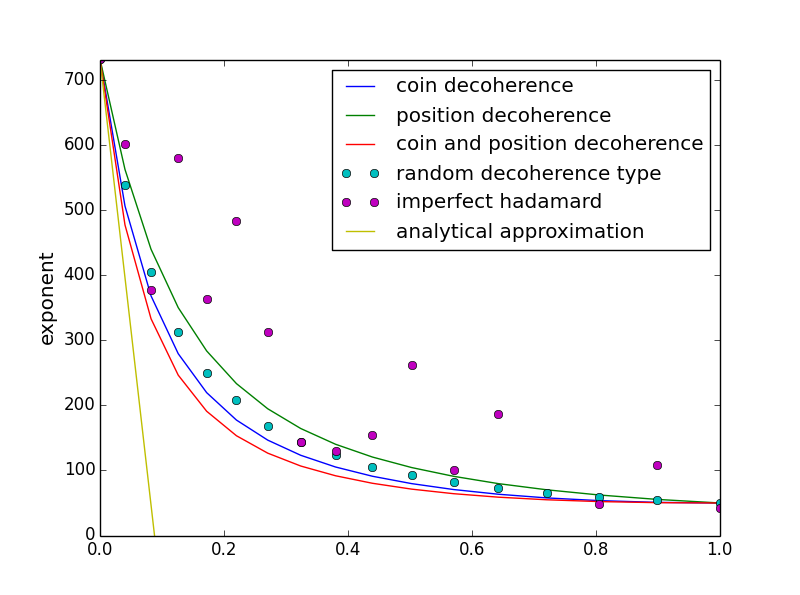 700
600
500
400
300
200
100
0
exponent
0.0
0.2
0.4
0.6
0.8
1.0
coin decoherence
position decoherence
coin and position decoherence
random decoherence type
imperfect hadamard
analytical approximation